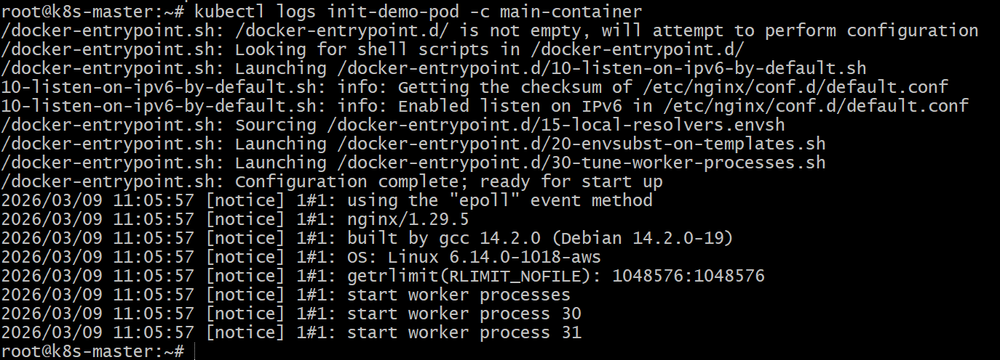 root@k8s-master:~# kubectl logs init-demo-pod -c main-container
/docker-entrypoint.sh: /docker-entrypoint.d/ is not empty, will attempt to perform configuration
/docker-entrypoint.sh: Looking for shell scripts in /docker-entrypoint.d/
/docker-entrypoint.sh: Launching /docker-entrypoint.d/10-listen-on-ipv6-by-default.sh
10-listen-on-ipv6-by-default.sh: info: Getting the checksum of /etc/nginx/conf.d/default.conf
10-listen-on-ipv6-by-default.sh: info: Enabled listen on IPv6 in /etc/nginx/conf.d/default.conf
/docker-entrypoint.sh: Sourcing /docker-entrypoint.d/15-local-resolvers.envsh
/docker-entrypoint.sh: Launching /docker-entrypoint.d/20-envsubst-on-templates.sh
/docker-entrypoint.sh: Launching /docker-entrypoint.d/30-tune-worker-processes.sh
/docker-entrypoint.sh: Configuration complete; ready for start up
2026/03/09 11:05:57 [notice] 1#1: using the "epoll" event method
2026/03/09 11:05:57 [notice] 1#1: nginx/1.29.5
2026/03/09 11:05:57 [notice] 1#1: built by gcc 14.2.0 (Debian 14.2.0-19)
2026/03/09 11:05:57 [notice] 1#1: OS: Linux 6.14.0-1018-aws
2026/03/09 11:05:57 [notice] 1#1: getrlimit(RLIMIT_NOFILE): 1048576:1048576
2026/03/09 11:05:57 [notice] 1#1: start worker processes
2026/03/09 11:05:57 [notice] 1#1: start worker process 30
2026/03/09 11:05:57 [notice] 1#1: start worker process 31
root@k8s-master:~#